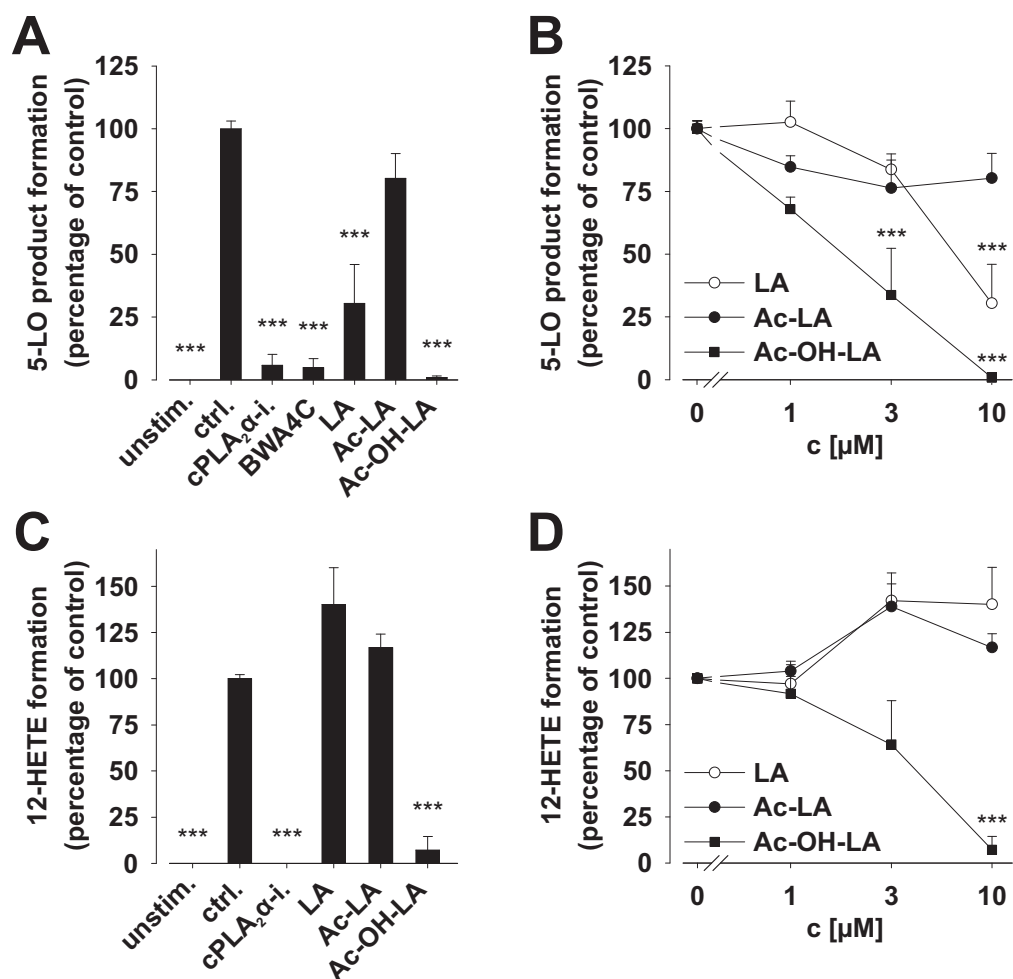 A
5-LO product formation
(percentage of control)
125
100
75
50
25
0
***
***
***
***
***
unstim.
ctrl.
cPLA₂α-i.
BWA4C
LA
Ac-LA
Ac-OH-LA
B
5-LO product formation
(percentage of control)
125
100
75
50
25
0
***
***
***
LA
Ac-LA
Ac-OH-LA
0
1
3
10
c [µM]
C
12-HETE formation
(percentage of control)
150
125
100
75
50
25
0
***
***
***
unstim.
ctrl.
cPLA₂α-i.
LA
Ac-LA
Ac-OH-LA
D
12-HETE formation
(percentage of control)
150
125
100
75
50
25
0
***
LA
Ac-LA
Ac-OH-LA
0
1
3
10
c [µM]